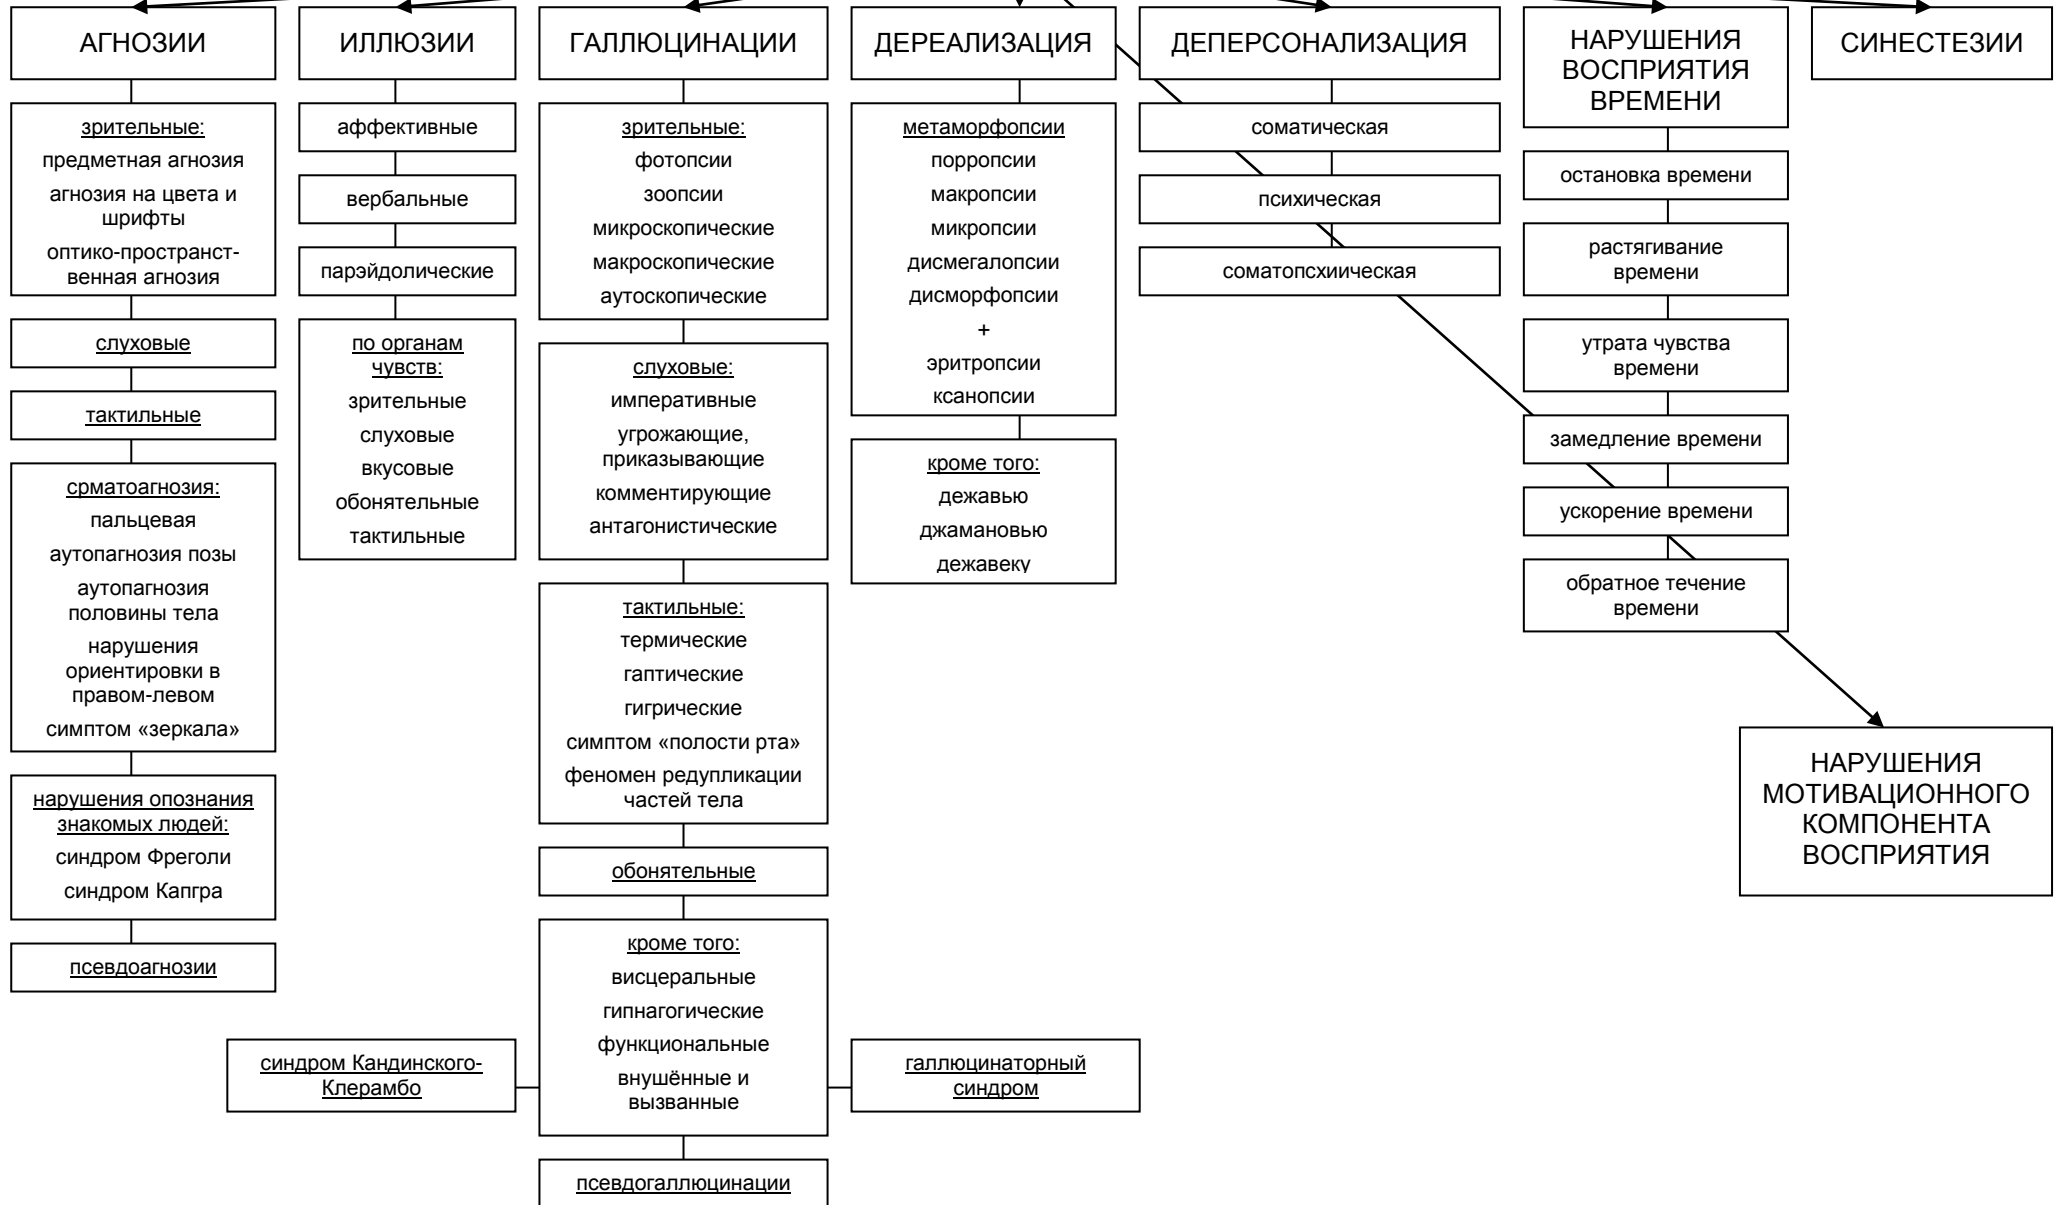 АГНОЗИИ
зрительные:
предметная агнозия
агнозия на цвета и
шрифты
оптико-пространст-
венная агнозия
слуховые
тактильные
срматоагнозия:
пальцевая
аутопагнозия позы
аутопагнозия
половины тела
нарушения
ориентировки в
правом-левом
симптом «зеркала»
нарушения опознания
знакомых людей:
синдром Фреголи
синдром Капгра
псевдоагнозии
ИЛЛЮЗИИ
аффективные
вербальные
парэйдолические
по органам
чувств:
зрительные
слуховые
вкусовые
обонятельные
тактильные
ГАЛЛЮЦИНАЦИИ
зрительные:
фотопсии
зоопсии
микроскопические
макроскопические
аутоскопические
слуховые:
императивные
угрожающие,
приказывающие
комментирующие
антагонистические
тактильные:
термические
гаптические
гигрические
симптом «полости рта»
феномен редупликации
частей тела
обонятельные
кроме того:
висцеральные
гипнагогические
функциональные
внушённые и
вызванные
синдром Кандинского-
Клерамбо
галлюцинаторный
синдром
псевдогаллюцинации
ДЕРЕАЛИЗАЦИЯ
метаморфопсии
порропсии
макропсии
микропсии
дисмегалопсии
дисморфопсии
+
эритропсии
ксанопсии
кроме того:
дежавью
джамановью
дежавеку
ДЕПЕРСОНАЛИЗАЦИЯ
соматическая
психическая
соматопсхиическая
НАРУШЕНИЯ
ВОСПРИЯТИЯ
ВРЕМЕНИ
остановка времени
растягивание
времени
утрата чувства
времени
замедление времени
ускорение времени
обратное течение
времени
СИНЕСТЕЗИИ
НАРУШЕНИЯ
МОТИВАЦИОННОГО
КОМПОНЕНТА
ВОСПРИЯТИЯ